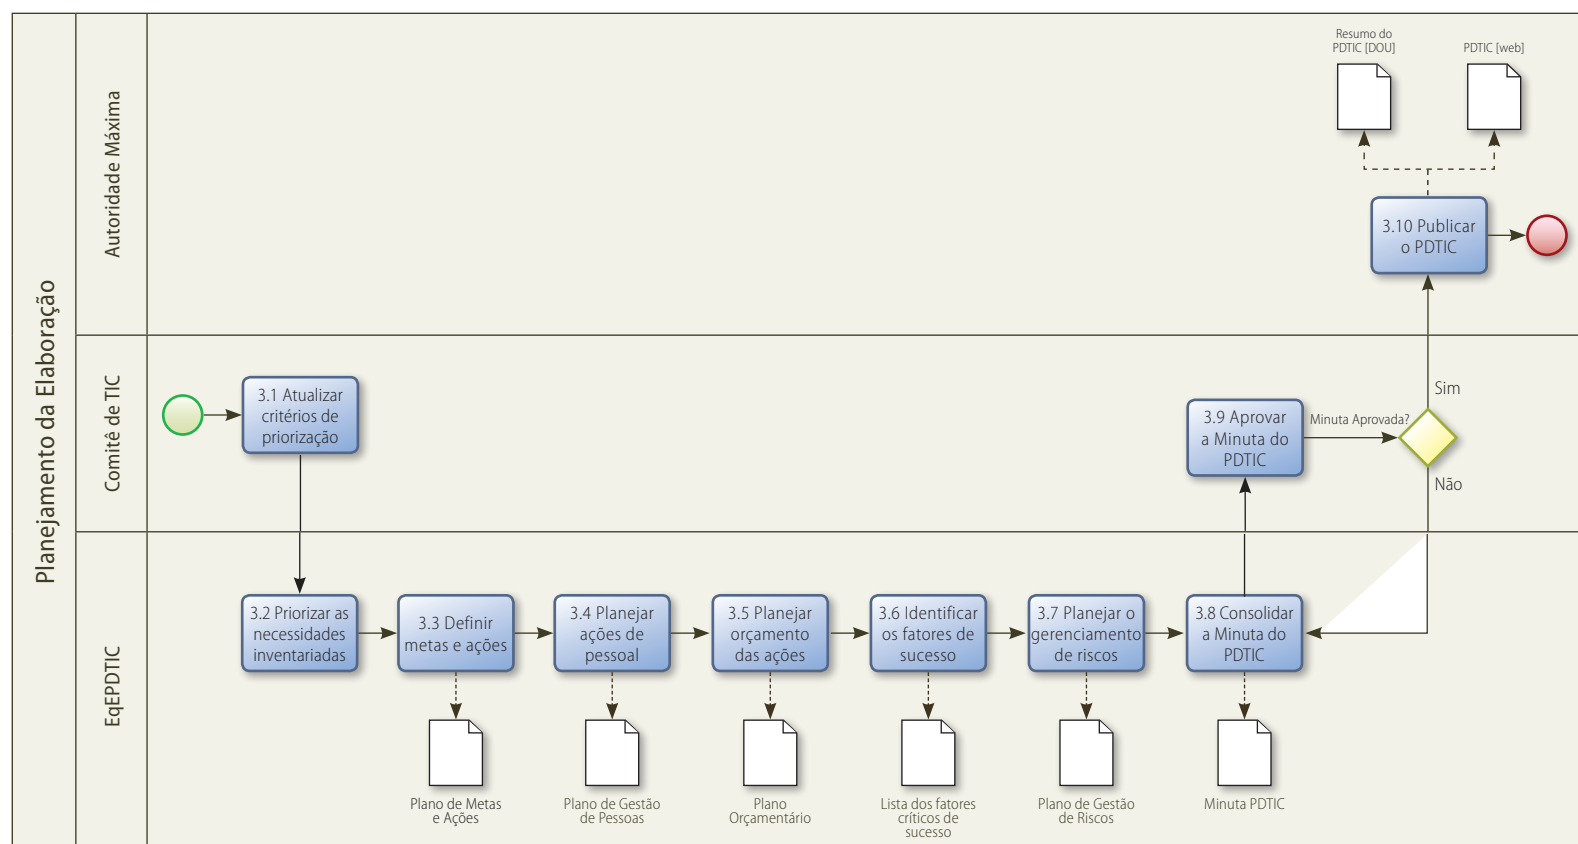 Planejamento da Elaboração
Autoridade Máxima
Resumo do
PDTIC [DOU]
PDTIC [web]
3.10 Publicar
o PDTIC
Comitê de TIC
3.1 Atualizar
critérios de
priorização
3.9 Aprovar
a Minuta do
PDTIC
Minuta Aprovada?
Sim
Não
EqEPDTIC
3.2 Priorizar as
necessidades
inventariadas
3.3 Definir
metas e ações
3.4 Planejar
ações de
pessoal
3.5 Planejar
orçamento
das ações
3.6 Identificar
os fatores de
sucesso
3.7 Planejar o
gerenciamento
de riscos
3.8 Consolidar
a Minuta do
PDTIC
Plano de Metas
e Ações
Plano de Gestão
de Pessoas
Plano
Orçamentário
Lista dos fatores
críticos de
sucesso
Plano de Gestão
de Riscos
Minuta PDTIC